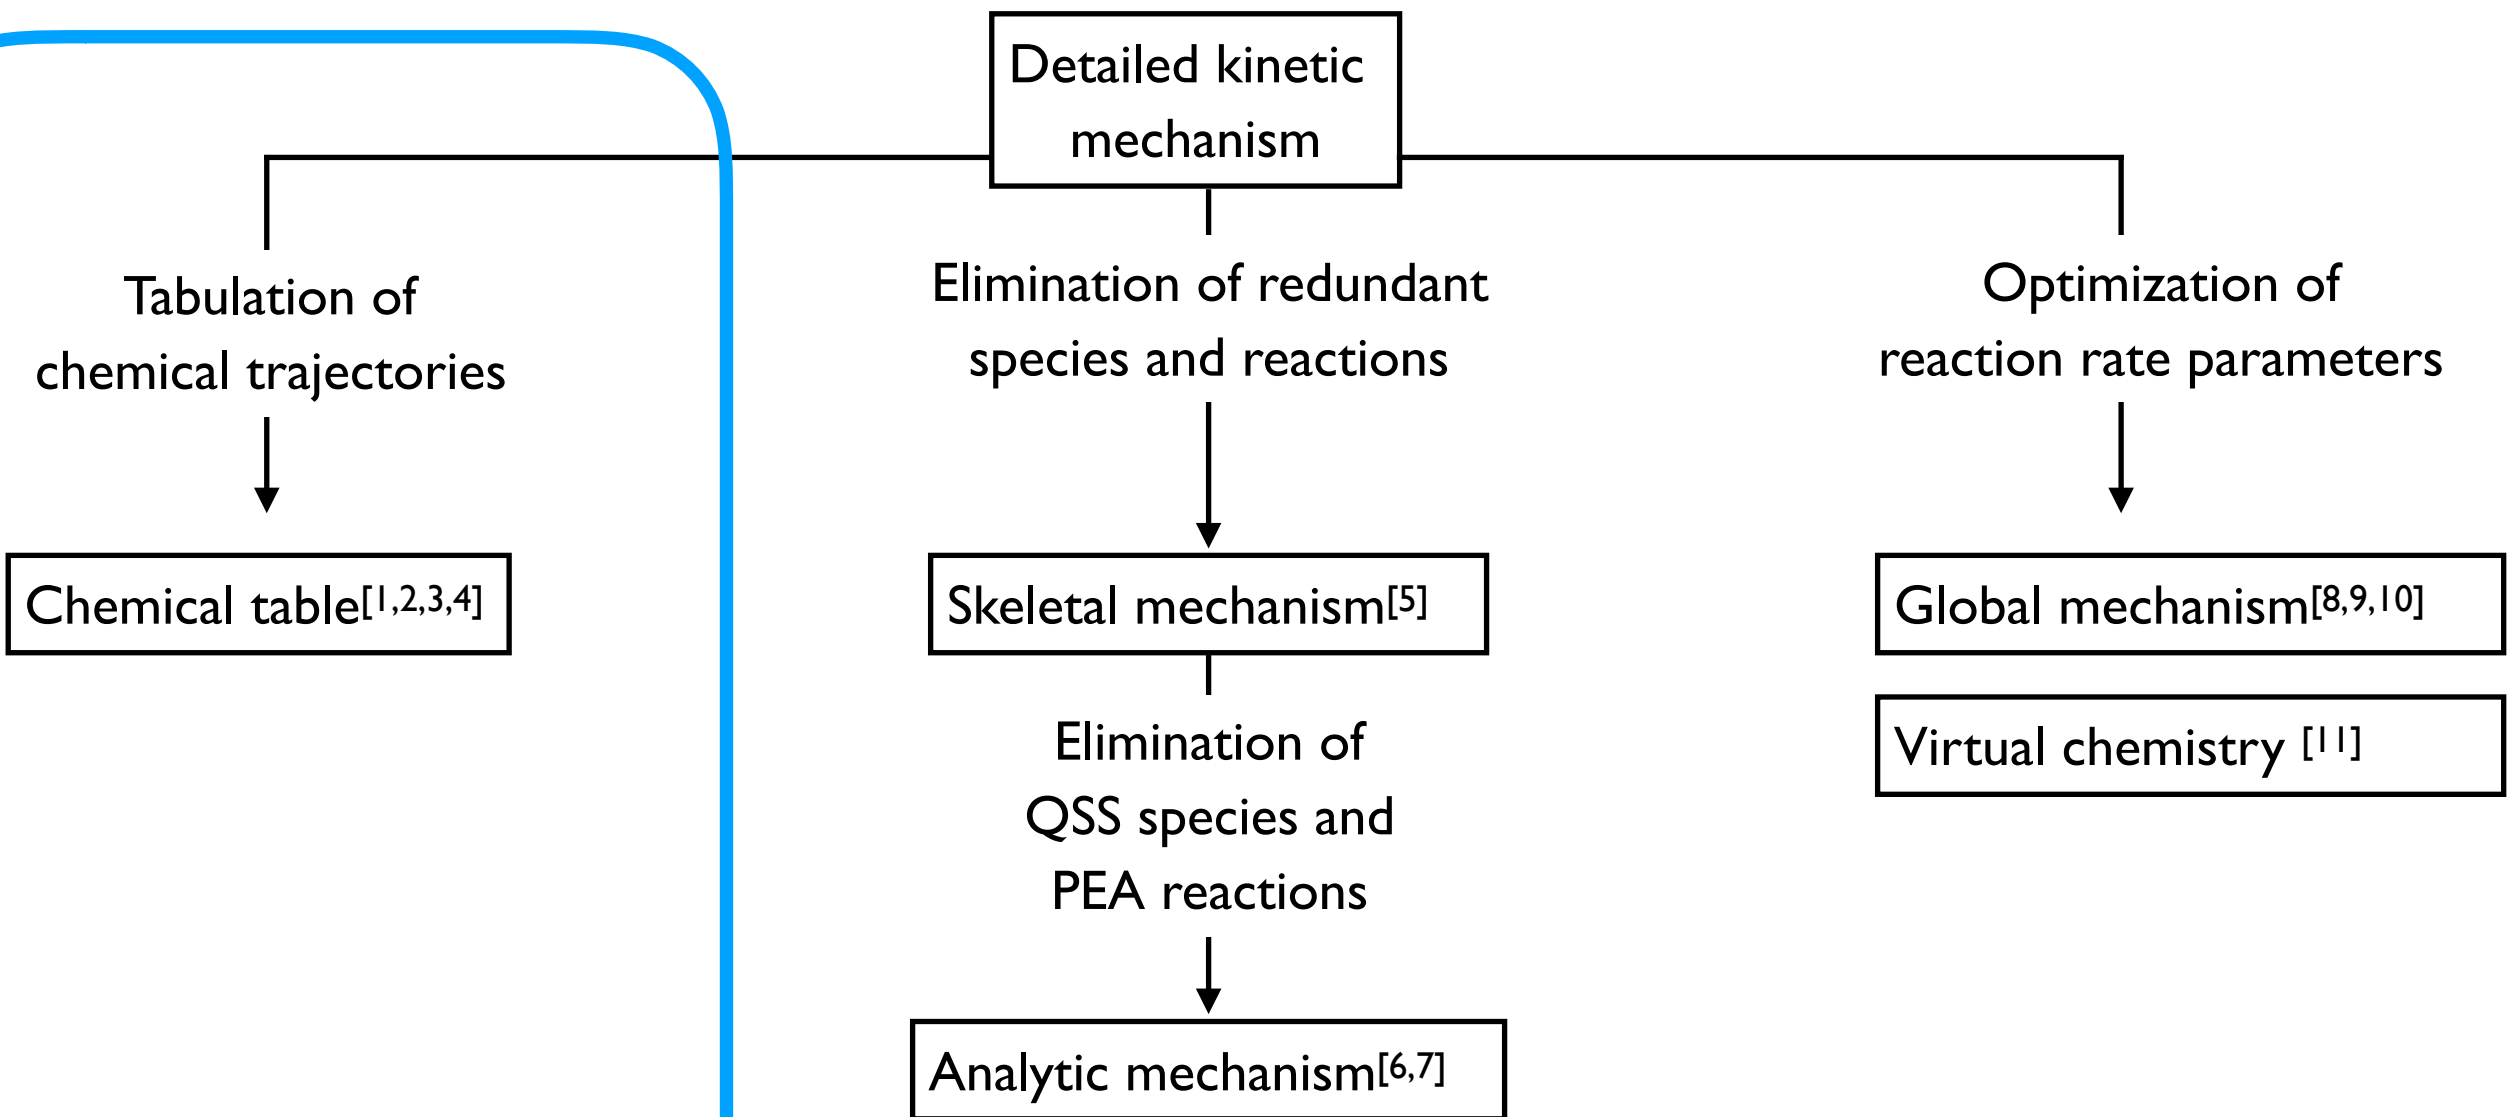 Detailed kinetic
mechanism
Tabulation of
chemical trajectories
Elimination of redundant
species and reactions
Optimization of
reaction rate parameters
Chemical table[1,2,3,4]
Skeletal mechanism[5]
Global mechanism[8,9,10]
Virtual chemistry [11]
Elimination of
QSS species and
PEA reactions
Analytic mechanism[6,7]